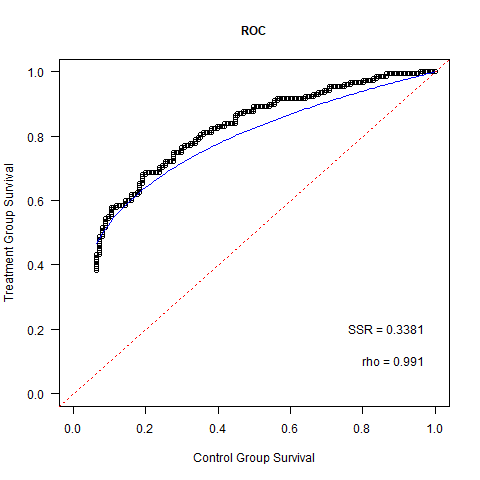 ROC
Treatment Group Survival
1.0
0.8
0.6
0.4
0.2
0.0
SSR = 0.3381
rho = 0.991
0.0 0.2 0.4 0.6 0.8 1.0
Control Group Survival